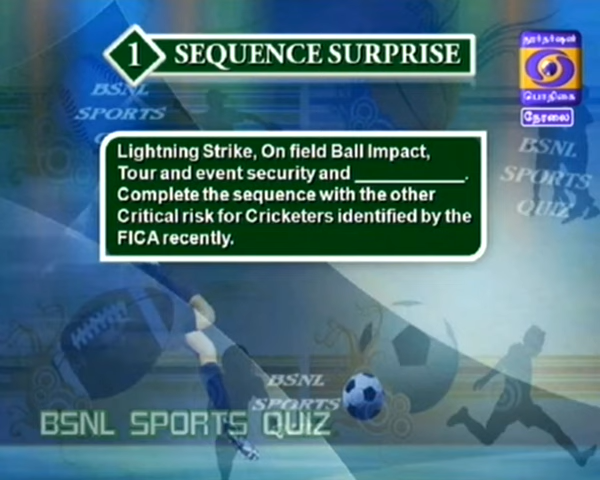 1 SEQUENCE SURPRISE
தூர்தர்ஷன்
பொதிகை
நேரலை
BSNL
SPORTS
Lightning Strike, On field Ball Impact,
Tour and event security and ___________.
Complete the sequence with the other
Critical risk for Cricketers identified by the
FICA recently.
BSNL
SPORTS
QUIZ
BSNL
SPORTS
BSNL SPORTS QUIZ